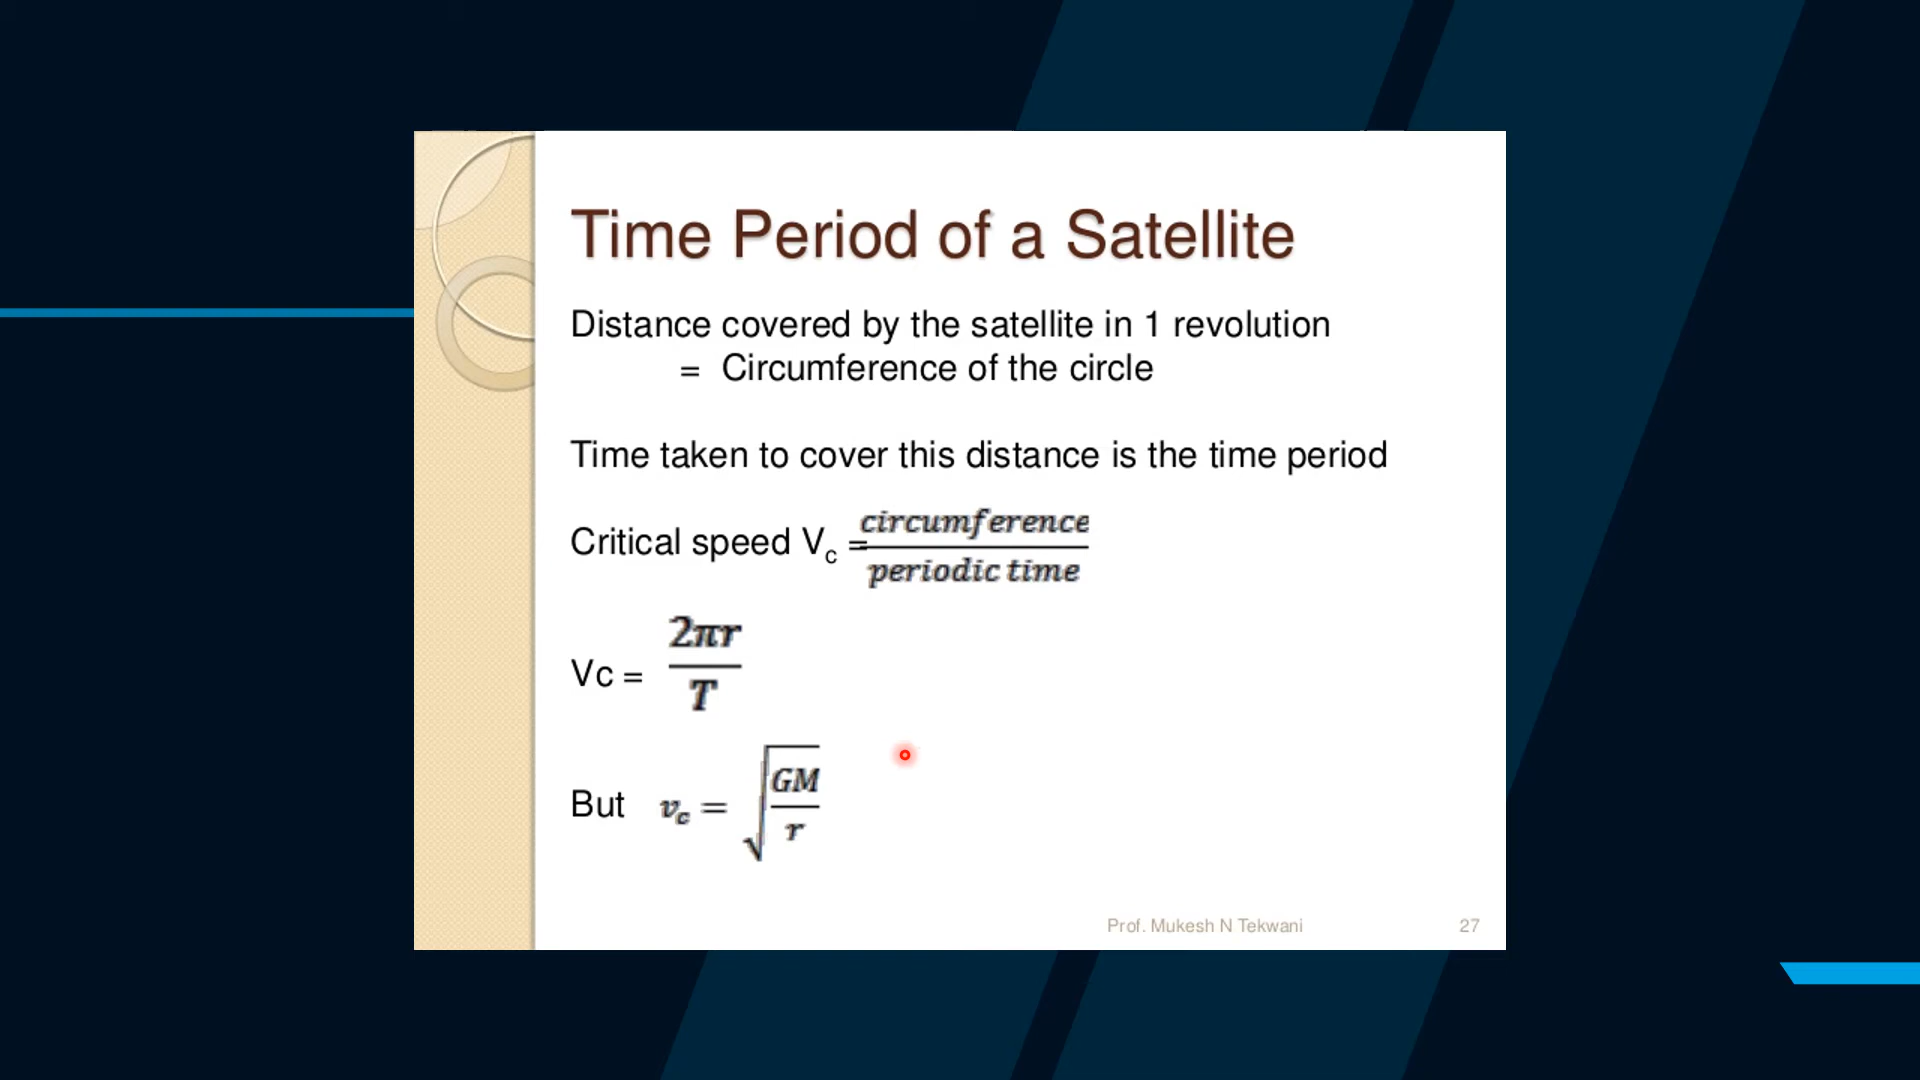 Time Period of a Satellite
Distance covered by the satellite in 1 revolution
= Circumference of the circle
Time taken to cover this distance is the time period
Critical speed Vc = circumference / periodic time
Vc = 2πr / T
But vc = √(GM / r)
Prof. Mukesh N Tekwani 27